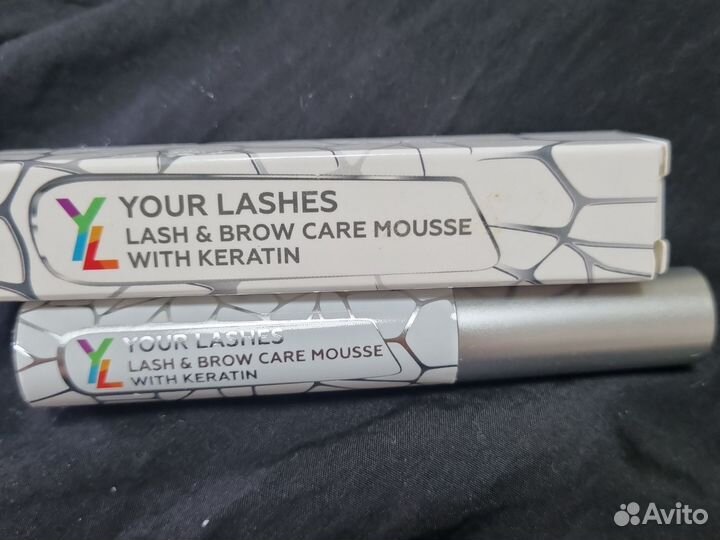 YL
YOUR LASHES
LASH & BROW CARE MOUSSE
WITH KERATIN
YL
YOUR LASHES
LASH & BROW CARE MOUSSE
WITH KERATIN
Avito